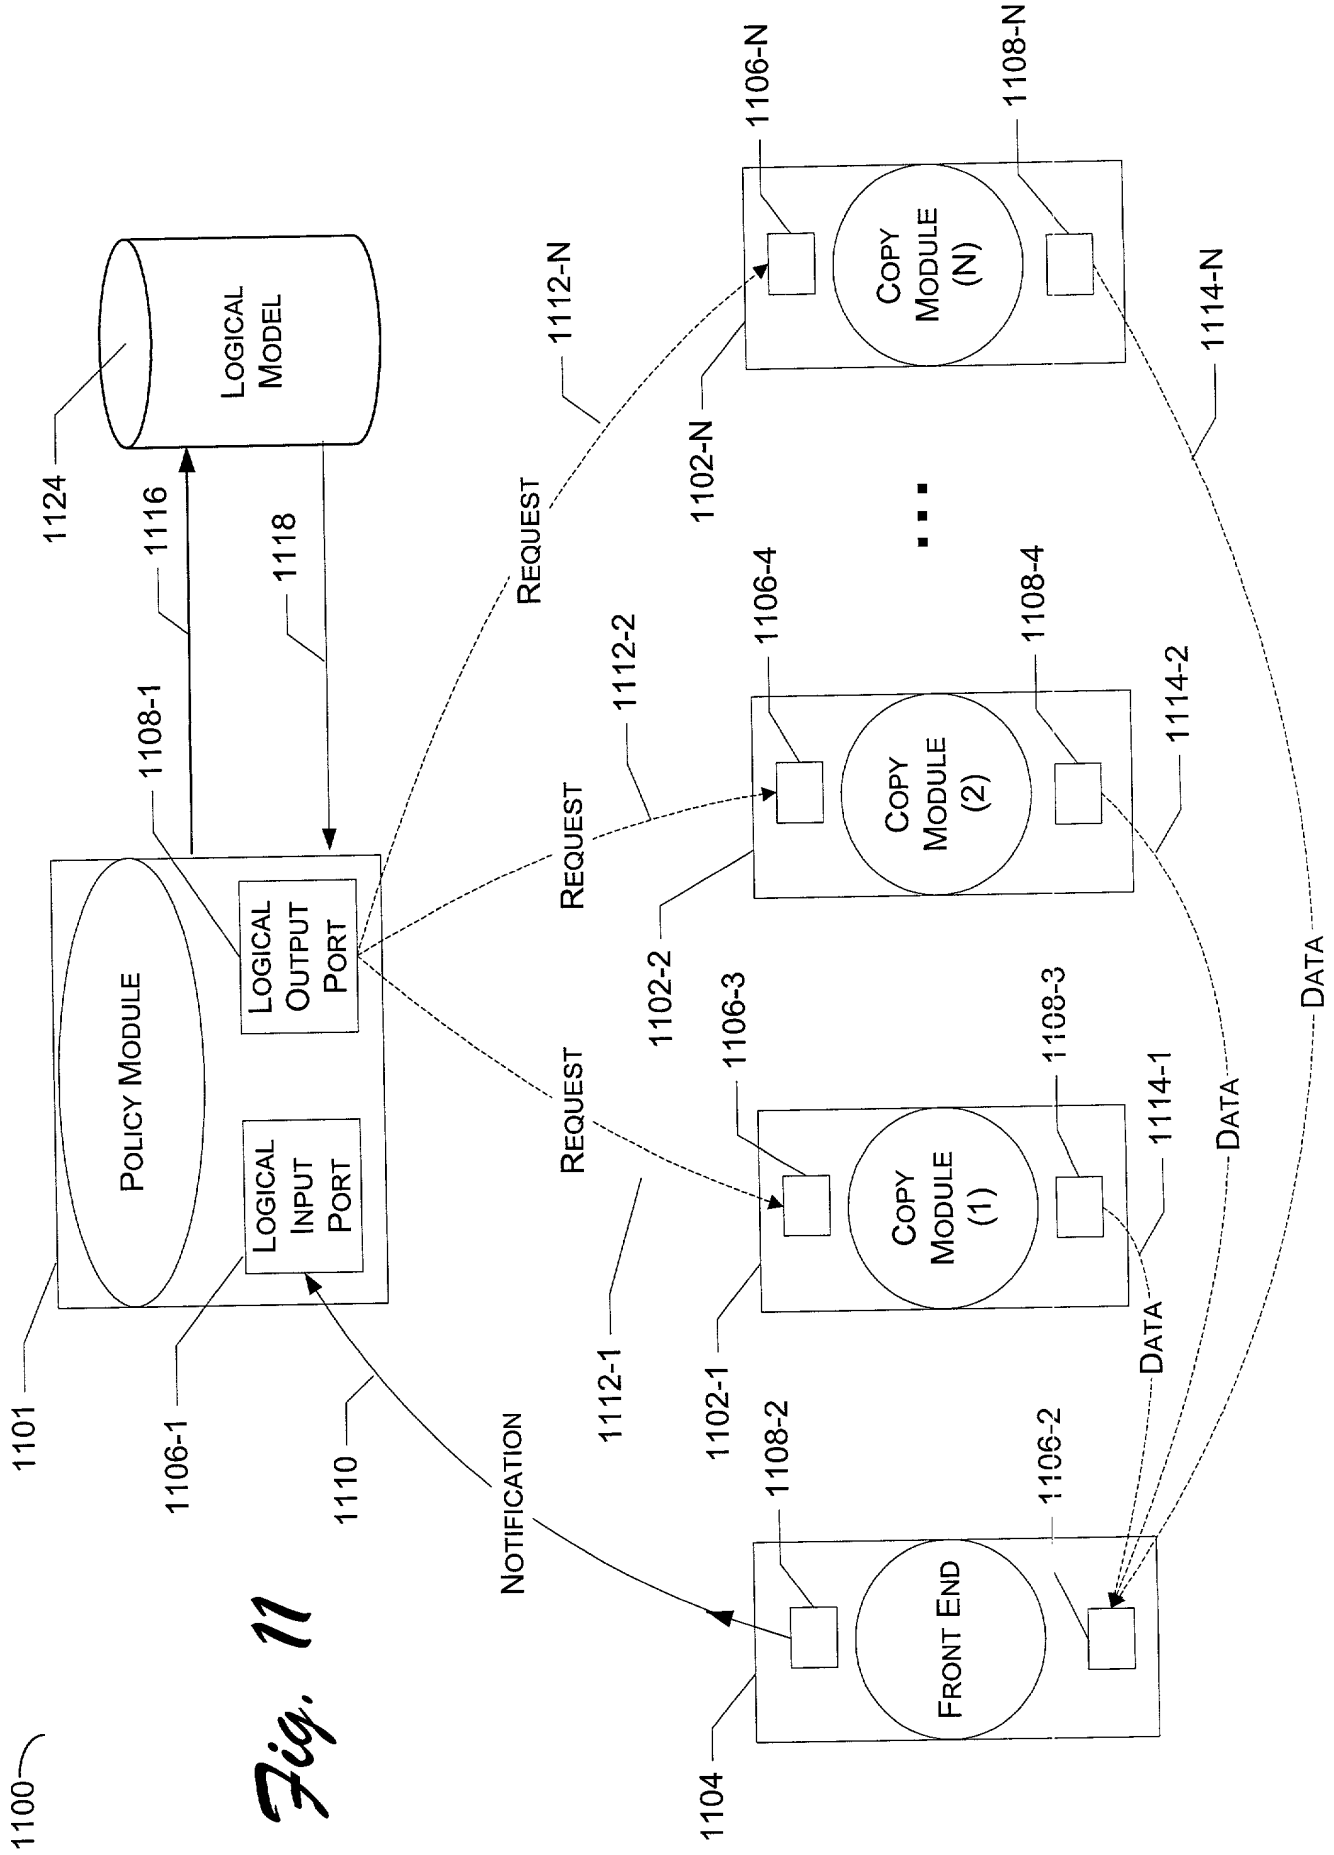 1100
Fig. 11
1101
1106-1
1110
POLICY MODULE
LOGICAL
INPUT
PORT
LOGICAL
OUTPUT
PORT
1108-1
1116
1118
1124
LOGICAL
MODEL
NOTIFICATION
REQUEST
1112-1
REQUEST
1112-2
REQUEST
1112-N
1104
1108-2
FRONT END
1106-2
1102-1
1106-3
COPY
MODULE
(1)
1108-3
1102-2
1106-4
COPY
MODULE
(2)
1108-4
...
1102-N
1106-N
COPY
MODULE
(N)
1108-N
DATA
1114-1
DATA
1114-2
DATA
1114-N